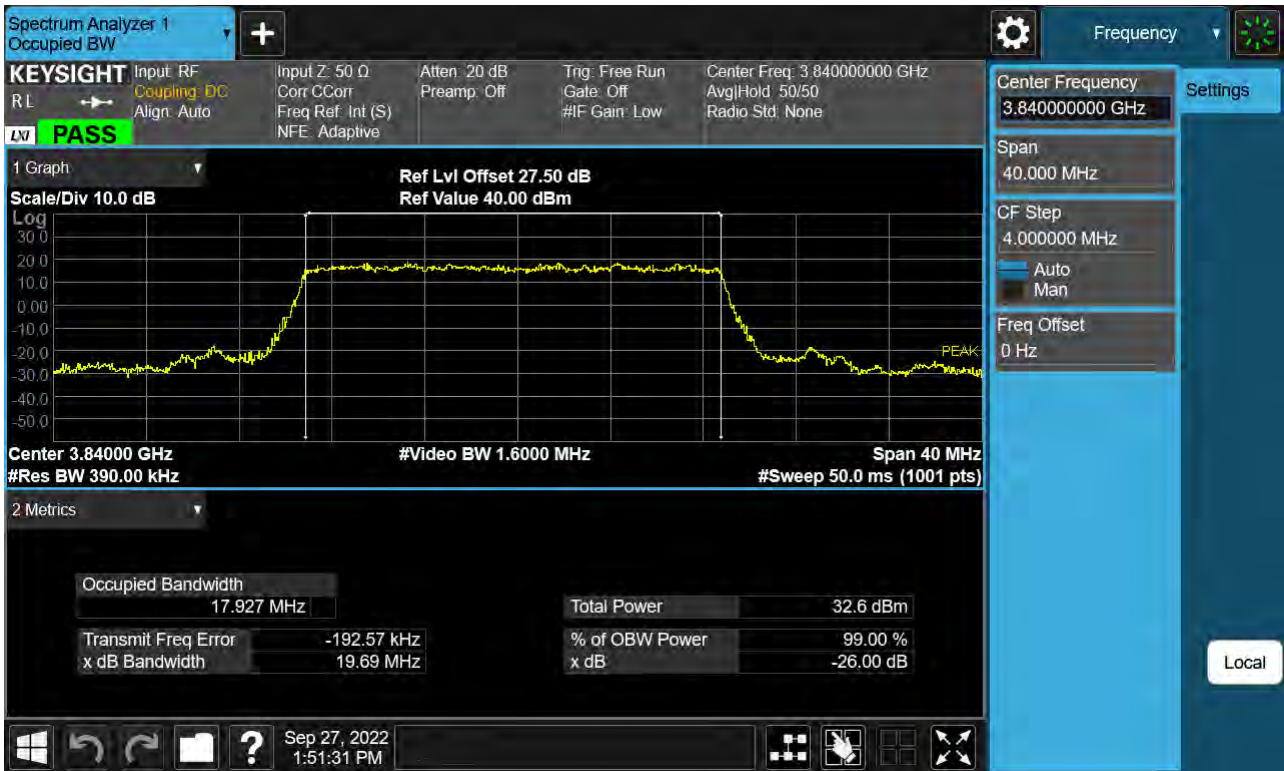 Spectrum Analyzer 1
Occupied BW
Frequency
KEYSIGHT
R L
LXI
PASS
Input: RF
Coupling: DC
Align: Auto
Input Z: 50 Ω
Corr CCorr
Freq Ref: Int (S)
NFE: Adaptive
Atten: 20 dB
Preamp: Off
Trig: Free Run
Gate: Off
#IF Gain: Low
Center Freq: 3.840000000 GHz
Avg|Hold: 50/50
Radio Std: None
1 Graph
Scale/Div 10.0 dB
Ref Lvl Offset 27.50 dB
Ref Value 40.00 dBm
Log
30.0
20.0
10.0
0.00
-10.0
-20.0
-30.0
-40.0
-50.0
PEAK
Center 3.84000 GHz
#Video BW 1.6000 MHz
Span 40 MHz
#Res BW 390.00 kHz
#Sweep 50.0 ms (1001 pts)
2 Metrics
Occupied Bandwidth
17.927 MHz
Total Power 32.6 dBm
Transmit Freq Error -192.57 kHz
% of OBW Power 99.00 %
x dB Bandwidth 19.69 MHz
x dB -26.00 dB
Center Frequency
3.840000000 GHz
Settings
Span
40.000 MHz
CF Step
4.000000 MHz
Auto
Man
Freq Offset
0 Hz
Local
?
Sep 27, 2022
1:51:31 PM